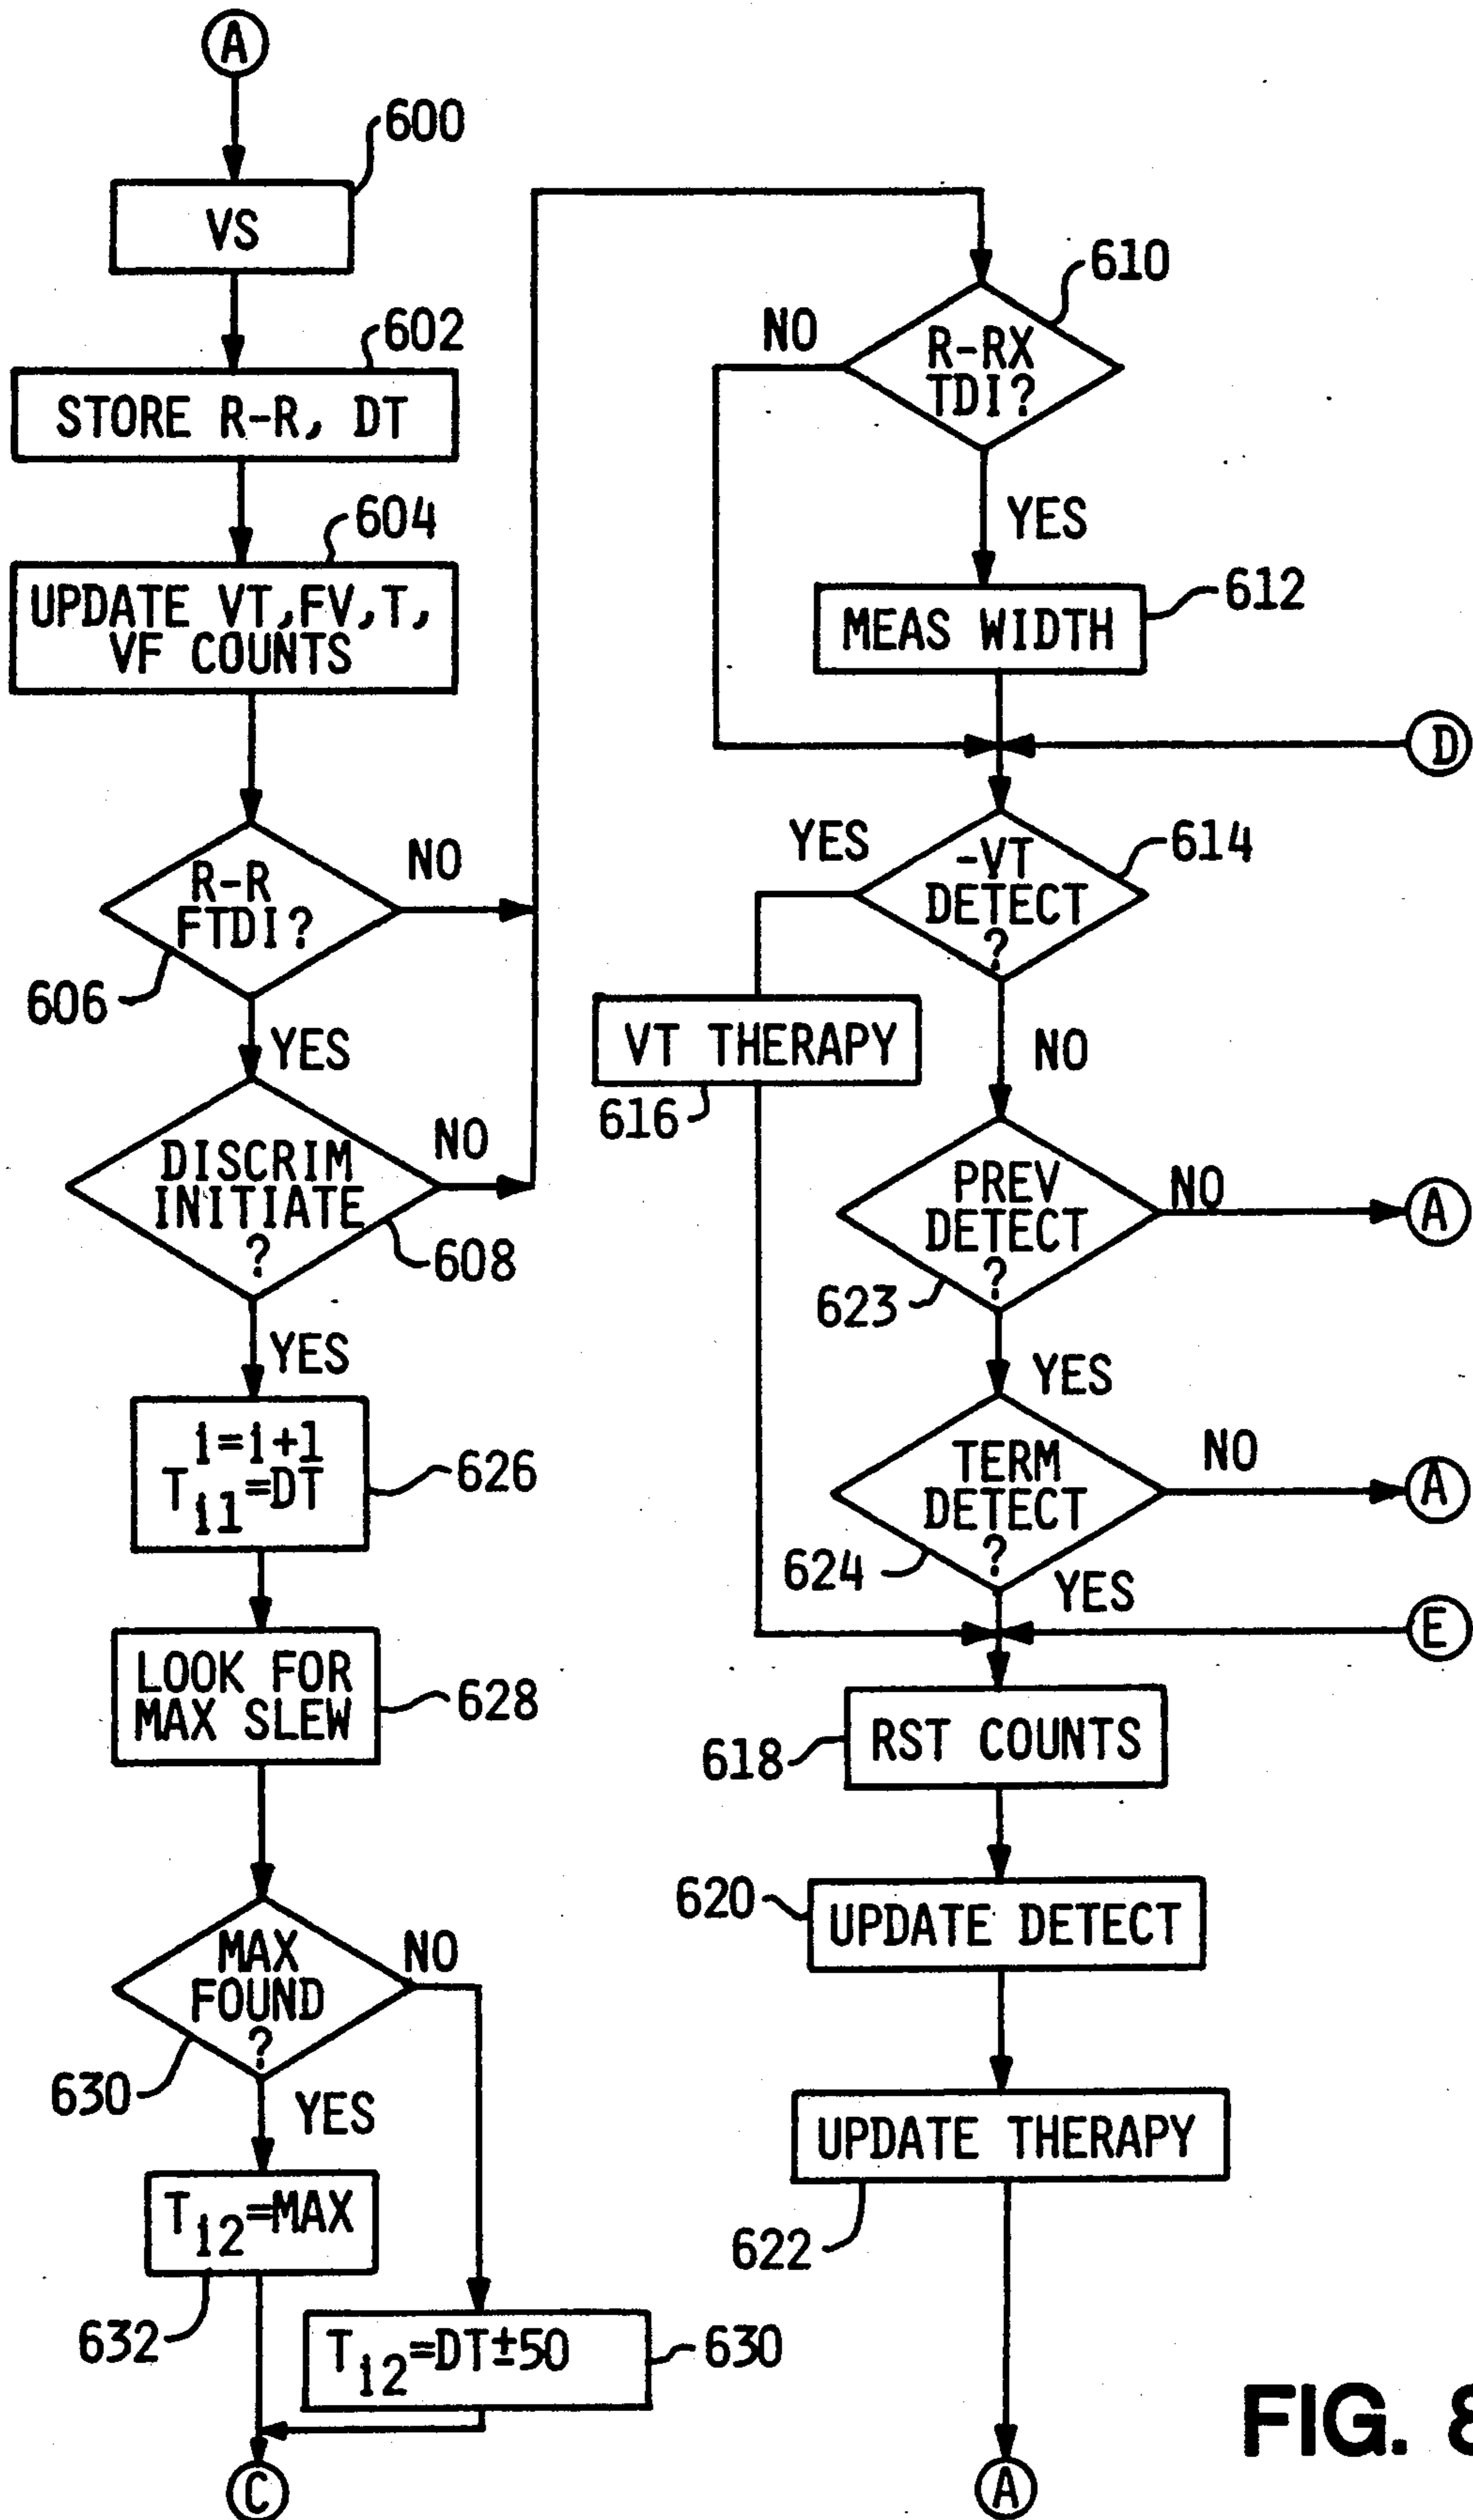 A
600
VS
602
STORE R-R, DT
604
UPDATE VT,FV,T,
VF COUNTS
R-R
FTDI?
NO
606
YES
DISCRIM
INITIATE
?
NO
608
YES
i=i+1
Ti1=DT
626
LOOK FOR
MAX SLEW
628
MAX
FOUND
?
NO
630
YES
Ti2=MAX
632
Ti2=DT±50
630
C
610
R-RX
TDI?
NO
YES
MEAS WIDTH
612
D
-VT
DETECT
?
YES
614
NO
VT THERAPY
616
PREV
DETECT
?
NO
A
623
YES
TERM
DETECT
?
NO
A
624
YES
E
RST COUNTS
618
UPDATE DETECT
620
UPDATE THERAPY
622
A
FIG. 8